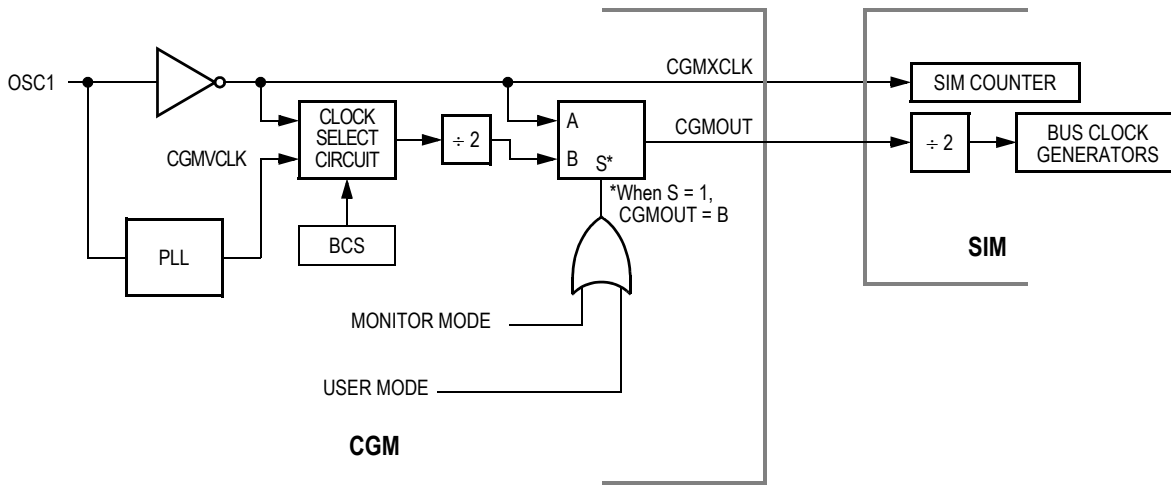 OSC1
CGMXCLK
SIM COUNTER
CLOCK
SELECT
CIRCUIT
÷ 2
A
B
S*
CGMOUT
÷ 2
BUS CLOCK
GENERATORS
CGMVCLK
*When S = 1,
CGMOUT = B
PLL
BCS
SIM
MONITOR MODE
USER MODE
CGM